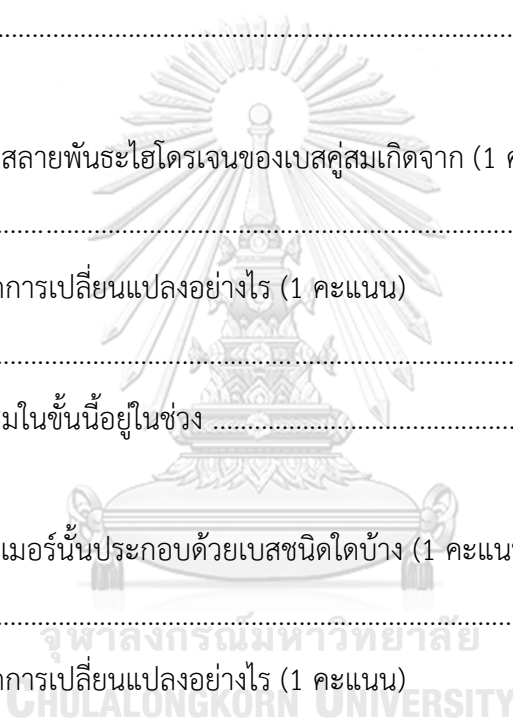 ..........................................................................................
สลายพันธะไฮโดรเจนของเบสคู่สมเกิดจาก (1
..........................................................................................
การเปลี่ยนแปลงอย่างไร (1 คะแนน)
..........................................................................................
ในขั้นนี้อยู่ในช่วง ......................................................
เมอร์นั้นประกอบด้วยเบสชนิดใดบ้าง (1 คะแน
..........................................................................................
จุฬาลงกรณ์มหาวิทยาลัย
การเปลี่ยนแปลงอย่างไร (1 คะแนน)
CHULALONGKORN UNIVERSITY